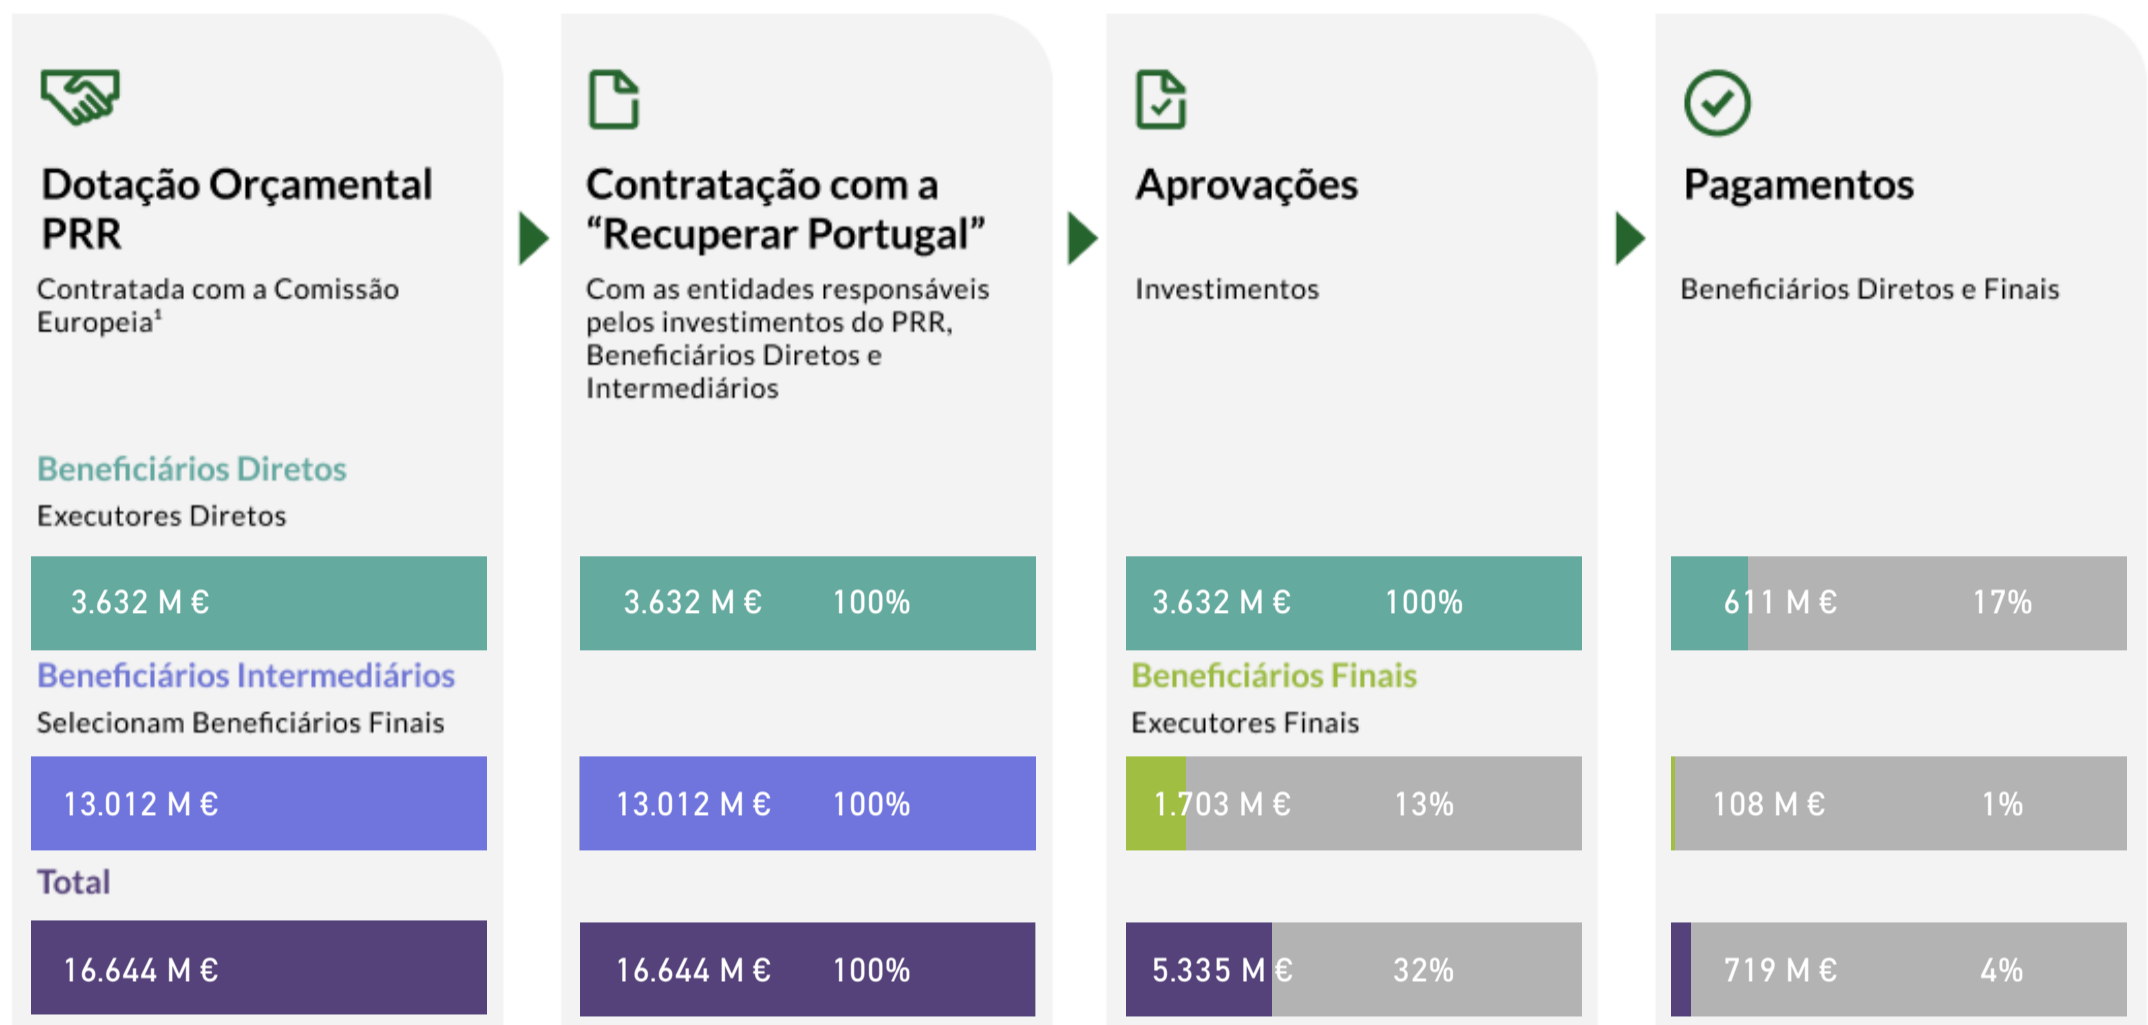 Dotação Orçamental
PRR
Contratada com a Comissão
Europeia¹
Contratação com a
“Recuperar Portugal”
Com as entidades responsáveis
pelos investimentos do PRR,
Beneficiários Diretos e
Intermediários
Aprovações
Investimentos
Pagamentos
Beneficiários Diretos e Finais
Beneficiários Diretos
Executores Diretos
3.632 M €
3.632 M € 100%
3.632 M € 100%
611 M € 17%
Beneficiários Intermediários
Selecionam Beneficiários Finais
Beneficiários Finais
Executores Finais
13.012 M €
13.012 M € 100%
1.703 M € 13%
108 M € 1%
Total
16.644 M €
16.644 M € 100%
5.335 M € 32%
719 M € 4%